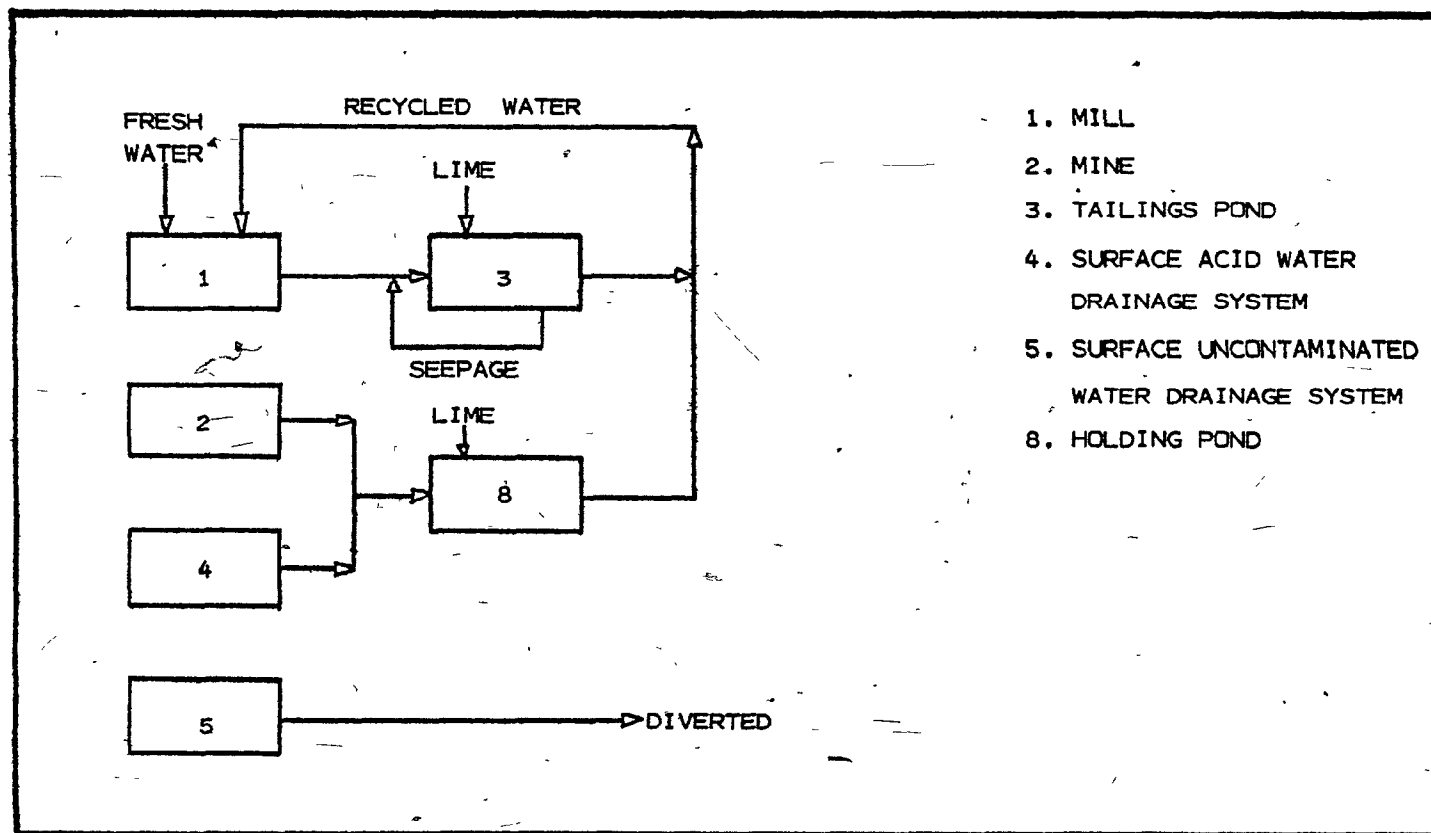 RECYCLED WATER
FRESH
WATER
LIME
1
3
SEEPAGE
2
LIME
8
4
5
DIVERTED
1. MILL
2. MINE
3. TAILINGS POND
4. SURFACE ACID WATER
DRAINAGE SYSTEM
5. SURFACE UNCONTAMINATED
WATER DRAINAGE SYSTEM
8. HOLDING POND